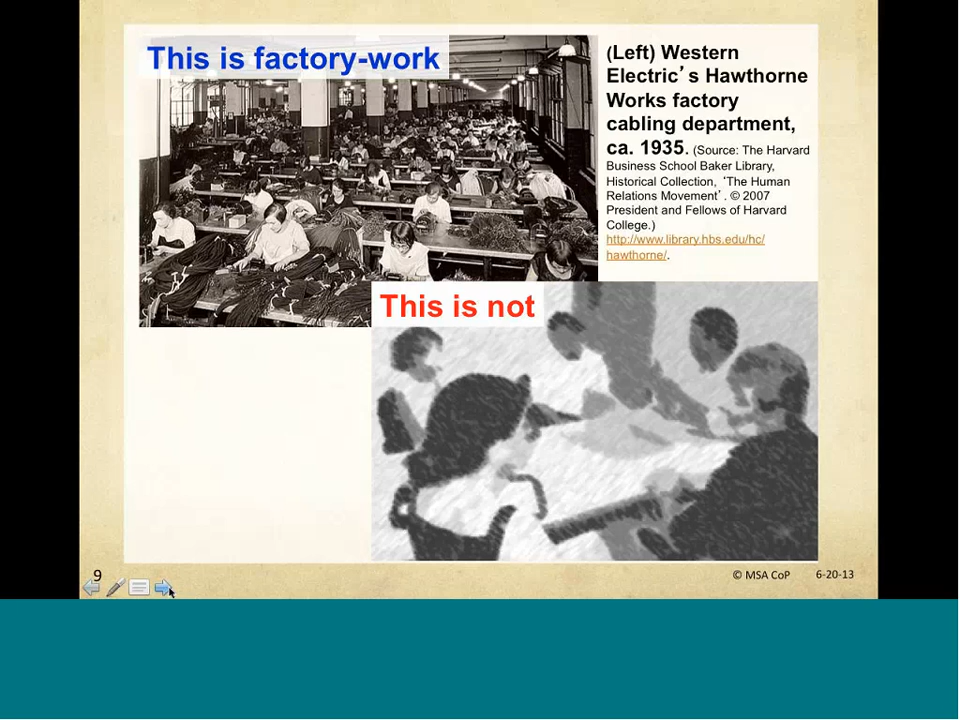 This is factory-work
(Left) Western
Electric’s Hawthorne
Works factory
cabling department,
ca. 1935. (Source: The Harvard
Business School Baker Library,
Historical Collection, ‘The Human
Relations Movement’. © 2007
President and Fellows of Harvard
College.)
http://www.library.hbs.edu/hc/
hawthorne/.
This is not
9
© MSA CoP
6-20-13